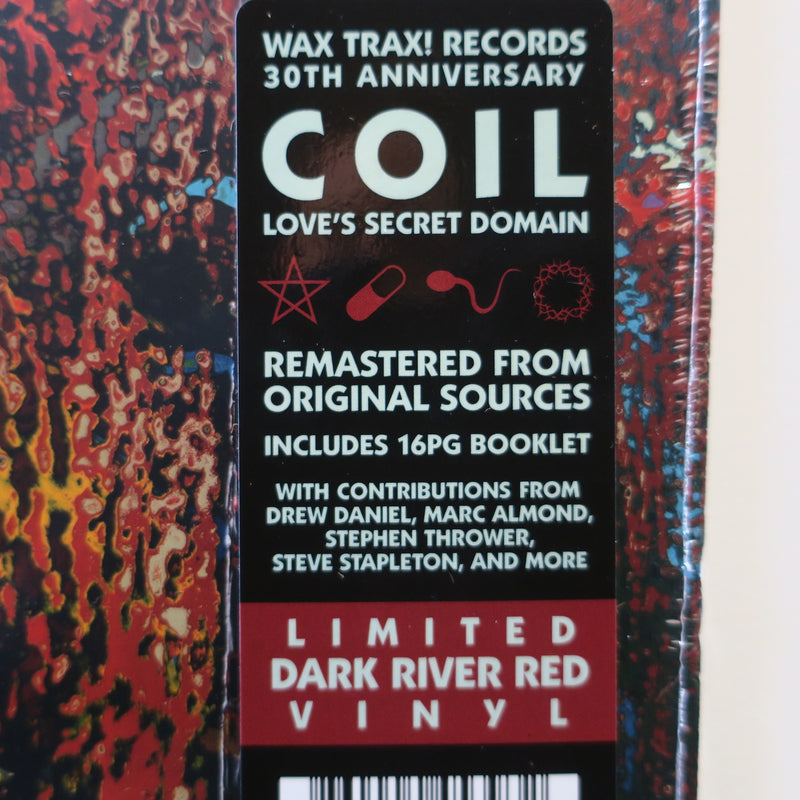 WAX TRAX! RECORDS
30TH ANNIVERSARY
COIL
LOVE'S SECRET DOMAIN
REMASTERED FROM
ORIGINAL SOURCES
INCLUDES 16PG BOOKLET
WITH CONTRIBUTIONS FROM
DREW DANIEL, MARC ALMOND,
STEPHEN THROWER,
STEVE STAPLETON, AND MORE
LIMITED
DARK RIVER RED
VINYL